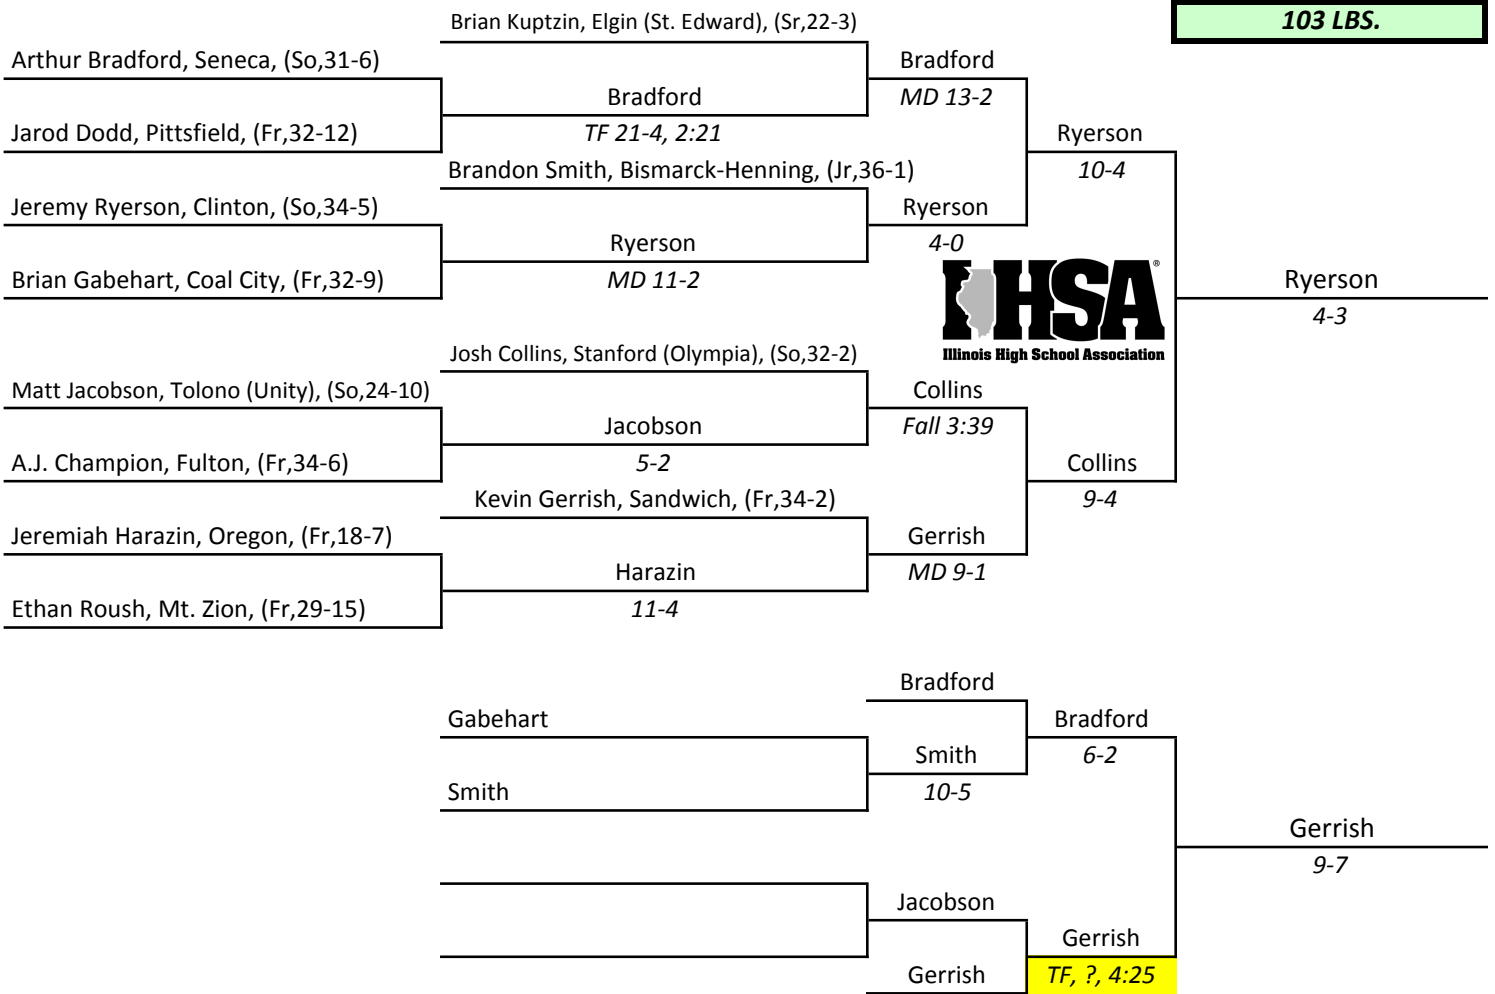 Brian Kuptzin, Elgin (St. Edward), (Sr,22-3)
103 LBS.
Arthur Bradford, Seneca, (So,31-6)
Bradford
Bradford
MD 13-2
Jarod Dodd, Pittsfield, (Fr,32-12)
TF 21-4, 2:21
Ryerson
Brandon Smith, Bismarck-Henning, (Jr,36-1)
10-4
Jeremy Ryerson, Clinton, (So,34-5)
Ryerson
Ryerson
4-0
Brian Gabehart, Coal City, (Fr,32-9)
MD 11-2
IHSA®
Illinois High School Association
Ryerson
4-3
Josh Collins, Stanford (Olympia), (So,32-2)
Matt Jacobson, Tolono (Unity), (So,24-10)
Collins
Jacobson
Fall 3:39
A.J. Champion, Fulton, (Fr,34-6)
5-2
Collins
Kevin Gerrish, Sandwich, (Fr,34-2)
9-4
Jeremiah Harazin, Oregon, (Fr,18-7)
Gerrish
Harazin
MD 9-1
Ethan Roush, Mt. Zion, (Fr,29-15)
11-4
Bradford
Gabehart
Bradford
Smith
6-2
Smith
10-5
Gerrish
9-7
Jacobson
Gerrish
Gerrish
TF, ?, 4:25